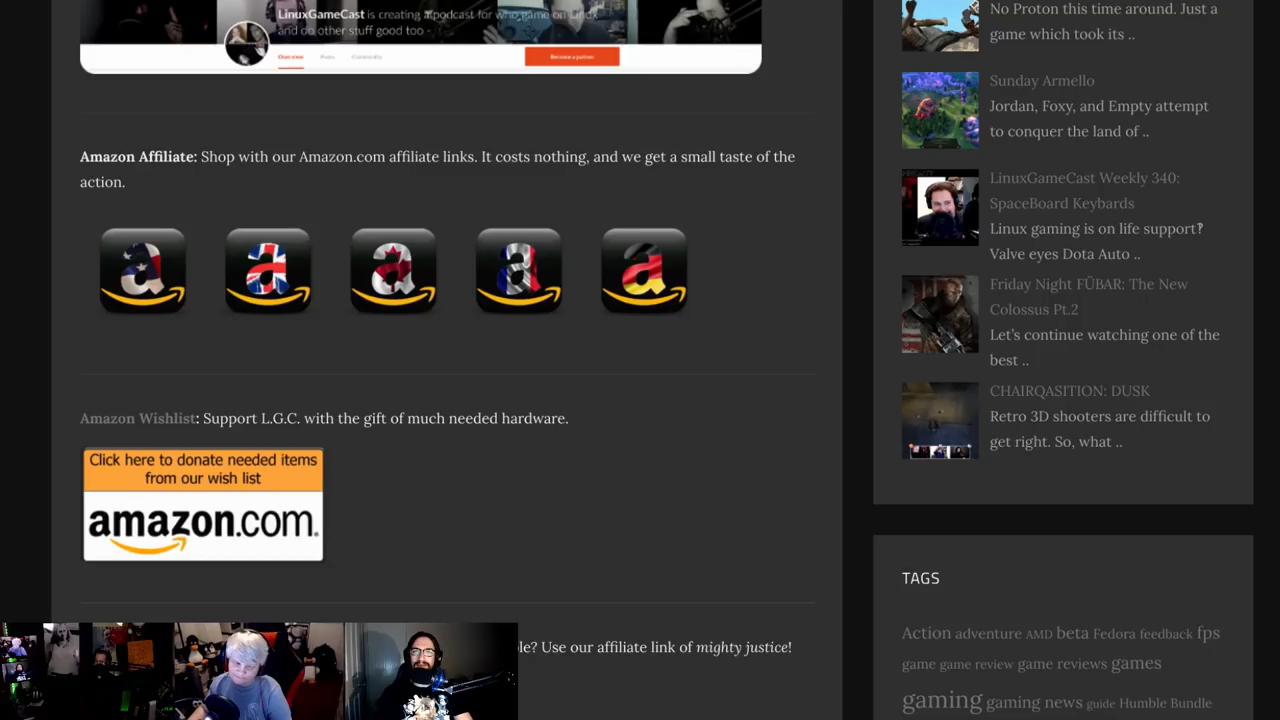 LinuxGameCast is creating a podcast for who game on Linux
and do other stuff good too -
Overview Posts Community
Become a patron
Amazon Affiliate: Shop with our Amazon.com affiliate links. It costs nothing, and we get a small taste of the
action.
a a a a a
Amazon Wishlist: Support L.G.C. with the gift of much needed hardware.
Click here to donate needed items
from our wish list
amazon.com.
le? Use our affiliate link of mighty justice!
No Proton this time around. Just a
game which took its ..
Sunday Armello
Jordan, Foxy, and Empty attempt
to conquer the land of ..
LinuxGameCast Weekly 340:
SpaceBoard Keybards
Linux gaming is on life support‽
Valve eyes Dota Auto ..
Friday Night FŪBAR: The New
Colossus Pt.2
Let's continue watching one of the
best ..
CHAIRQASITION: DUSK
Retro 3D shooters are difficult to
get right. So, what ..
TAGS
Action adventure AMD beta Fedora feedback fps
game game review game reviews games
gaming gaming news guide Humble Bundle